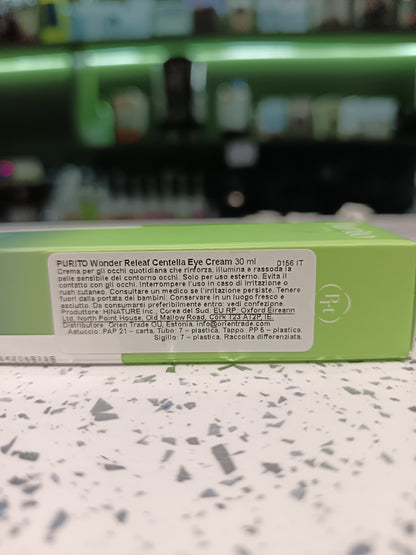 PURITO Wonder Releaf Centella Eye Cream 30 ml 0156 IT
Crema per gli occhi quotidiana che rinforza, illumina e rassoda la
pelle sensibile del contorno occhi. Solo per uso esterno. Evita il
contatto con gli occhi. Interrompere l'uso in caso di irritazione o
rush cutaneo. Consultare un medico se l'irritazione persiste. Tenere
fuori dalla portata dei bambini. Conservare in un luogo fresco e
asciutto. Da consumarsi preferibilmente entro: vedi confezione.
Produttore: HINATURE Inc., Corea del Sud. EU RP: Oxford Eireann
Ltd, North Point House, Old Mallow Road, Cork T23 AT2P, IE.
Distributore: Orien Trade OU, Estonia. info@orientrade.com
Astuccio: PAP 21 – carta. Tubo: 7 – plastica. Tappo: PP 5 – plastica.
Sigillo: 7 – plastica. Raccolta differenziata.